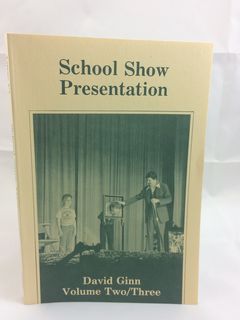 School Show
Presentation
David Ginn
Volume Two/Three